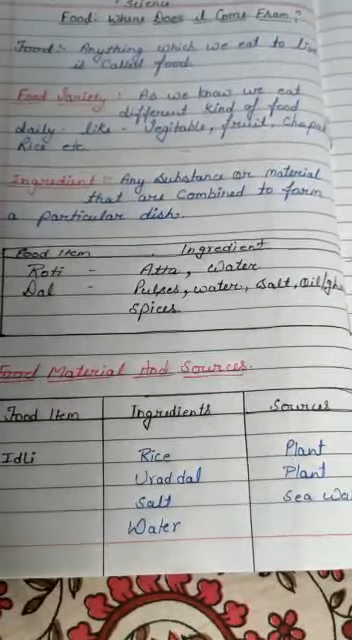 Science
Food: Where Does it Come From?
Food:- Anything which we eat to live
is Called food.
Food Variety: As we know we eat
different kind of food
daily. like - Vegitable, fruit, Chapa
Rice etc.
Ingredient: Any substance or material
that are Combined to form
a particular dish.
Food Item Ingredient
Roti - Atta, water
Dal - Pulses, water, salt, Oil/gh
spices
Food Material And Sources.
Food Item Ingredients Sources
Idli Rice Plant
Urad dal Plant
Salt Sea Wa
Water